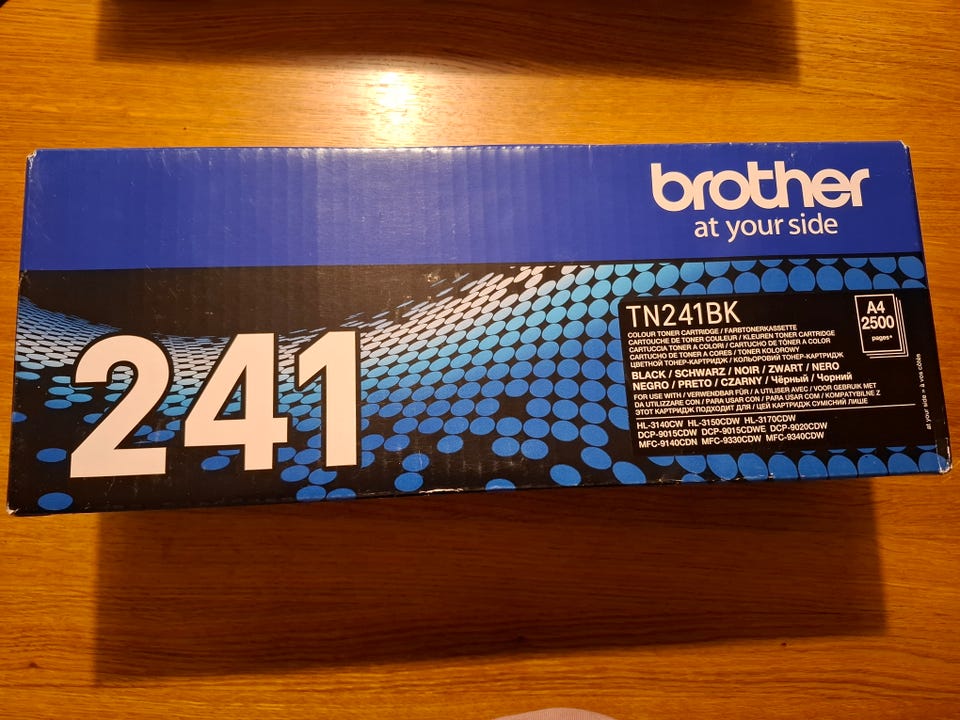 brother
at your side
241
TN241BK
COLOUR TONER CARTRIDGE / FARBTONERKASSETTE
CARTOUCHE DE TONER COULEUR / KLEUREN TONER CARTRIDGE
CARTUCCIA TONER A COLORI / CARTUCHO DE TONER A COLOR
CARTUCHO DE TONER A CORES / TONER KOLOROWY
ЦВЕТНОЙ ТОНЕР-КАРТРИДЖ / КОЛЬОРОВИЙ ТОНЕР-КАРТРИДЖ
BLACK / SCHWARZ / NOIR / ZWART / NERO
NEGRO / PRETO / CZARNY / Чёрный / Чорний
FOR USE WITH / VERWENDBAR FÜR / A UTILISER AVEC / VOOR GEBRUIK MET
DA UTILIZZARE CON / PARA USAR CON / PARA USAR COM / KOMPATYBILNE Z
ЭТОТ КАРТРИДЖ ПОДХОДИТ ДЛЯ / ЦЕЙ КАРТРИДЖ СУМІСНИЙ ЛИШЕ
HL-3140CW HL-3150CDW HL-3170CDW
DCP-9015CDW DCP-9015CDWE DCP-9020CDW
MFC-9140CDN MFC-9330CDW MFC-9340CDW
A4
2500
pages*
at your side = à vos côtés